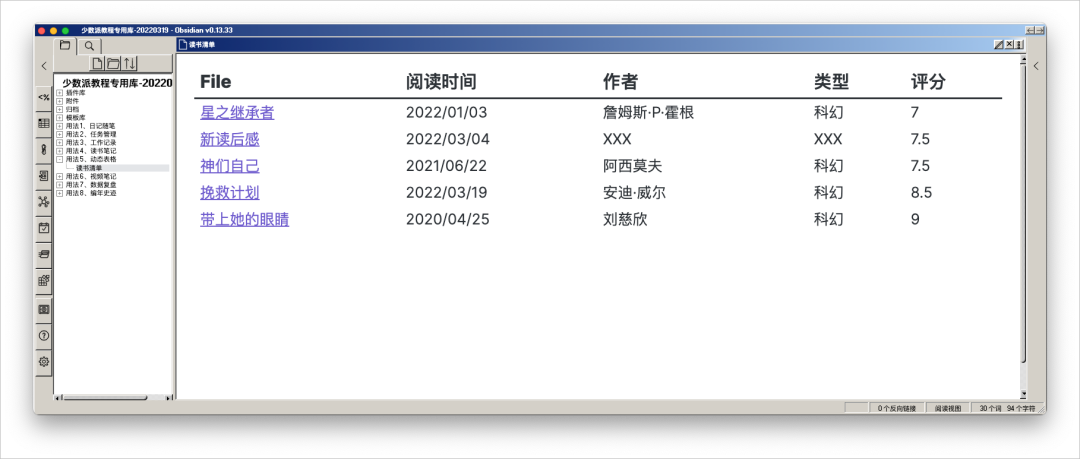 少数派教程专用库-20220319 - Obsidian v0.13.33
读书清单
少数派教程专用库-20220
插件库
附件
归档
模板库
用法1、日记随笔
用法2、任务管理
用法3、工作记录
用法4、读书笔记
用法5、动态表格
读书清单
用法6、视频笔记
用法7、数据复盘
用法8、编年史迹
File 阅读时间 作者 类型 评分
星之继承者 2022/01/03 詹姆斯·P·霍根 科幻 7
新读后感 2022/03/04 XXX XXX 7.5
神们自己 2021/06/22 阿西莫夫 科幻 7.5
挽救计划 2022/03/19 安迪·威尔 科幻 8.5
带上她的眼睛 2020/04/25 刘慈欣 科幻 9
0 个反向链接 阅读视图 30 个词 94 个字符